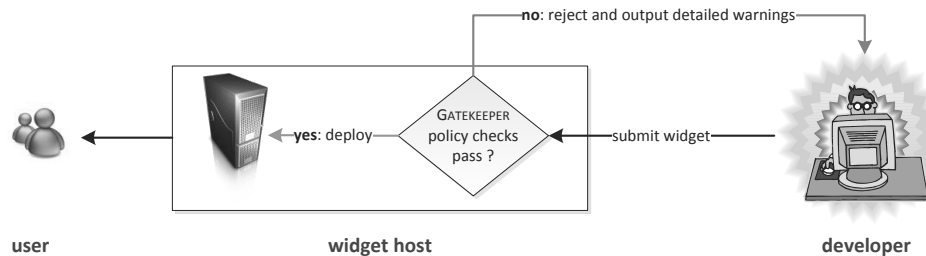 no: reject and output detailed warnings
GATEKEEPER
policy checks
pass ?
yes: deploy
submit widget
user
widget host
developer